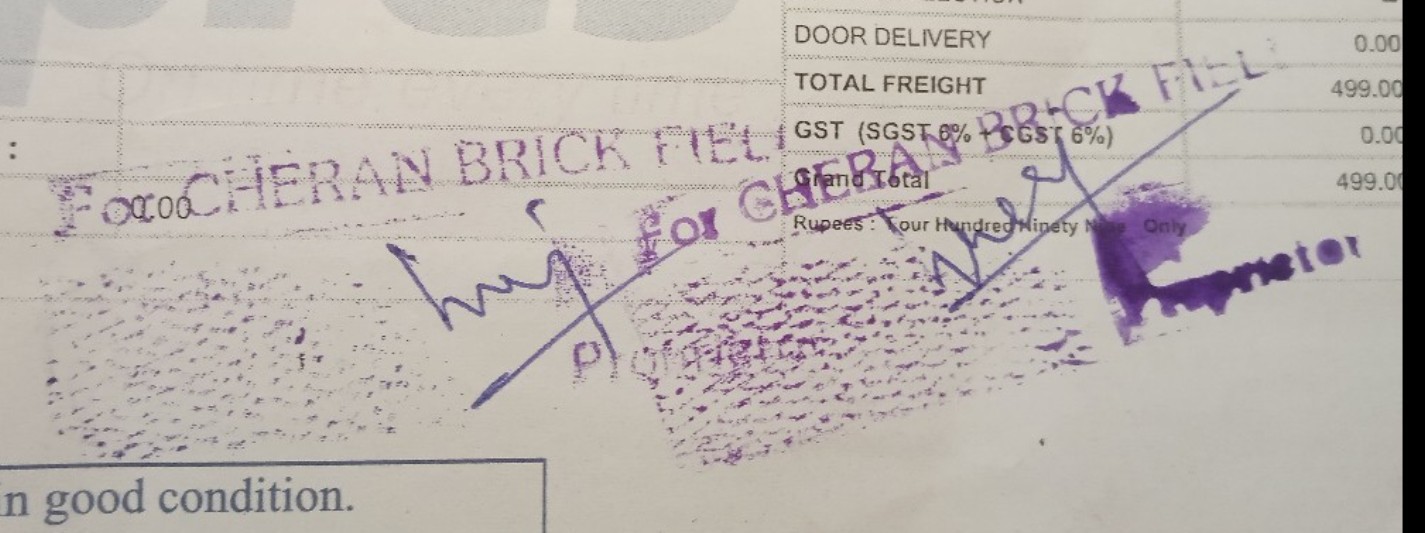 DOOR DELIVERY 0.00
TOTAL FREIGHT 499.00
GST (SGST 6% + CGST 6%) 0.00
Grand Total 499.00
Rupees : Four Hundred Ninety Nine Only
:
0.00
For CHERAN BRICK FIEL
For CHERAN BRICK FIEL
Proprietor
Proprietor
in good condition.